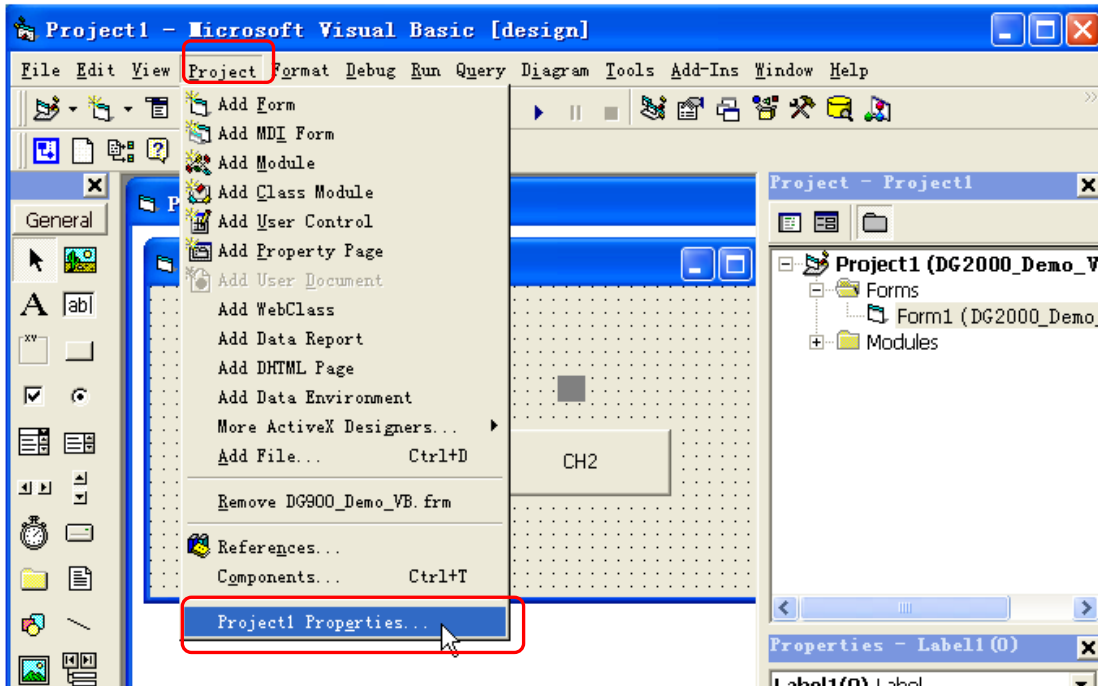 Project1 - Microsoft Visual Basic [design]
File Edit View Project Format Debug Run Query Diagram Tools Add-Ins Window Help
Add Form
Add MDI Form
Add Module
Add Class Module
Add User Control
Add Property Page
Add User Document
Add WebClass
Add Data Report
Add DHTML Page
Add Data Environment
More ActiveX Designers...
Add File... Ctrl+D
Remove DG900_Demo_VB.frm
References...
Components... Ctrl+T
Project1 Properties...
General
A
ab
xy
P
CH2
Project - Project1
Project1 (DG2000_Demo_V
Forms
Form1 (DG2000_Demo_
Modules
Properties - Label1(0)
Label1(0) Label